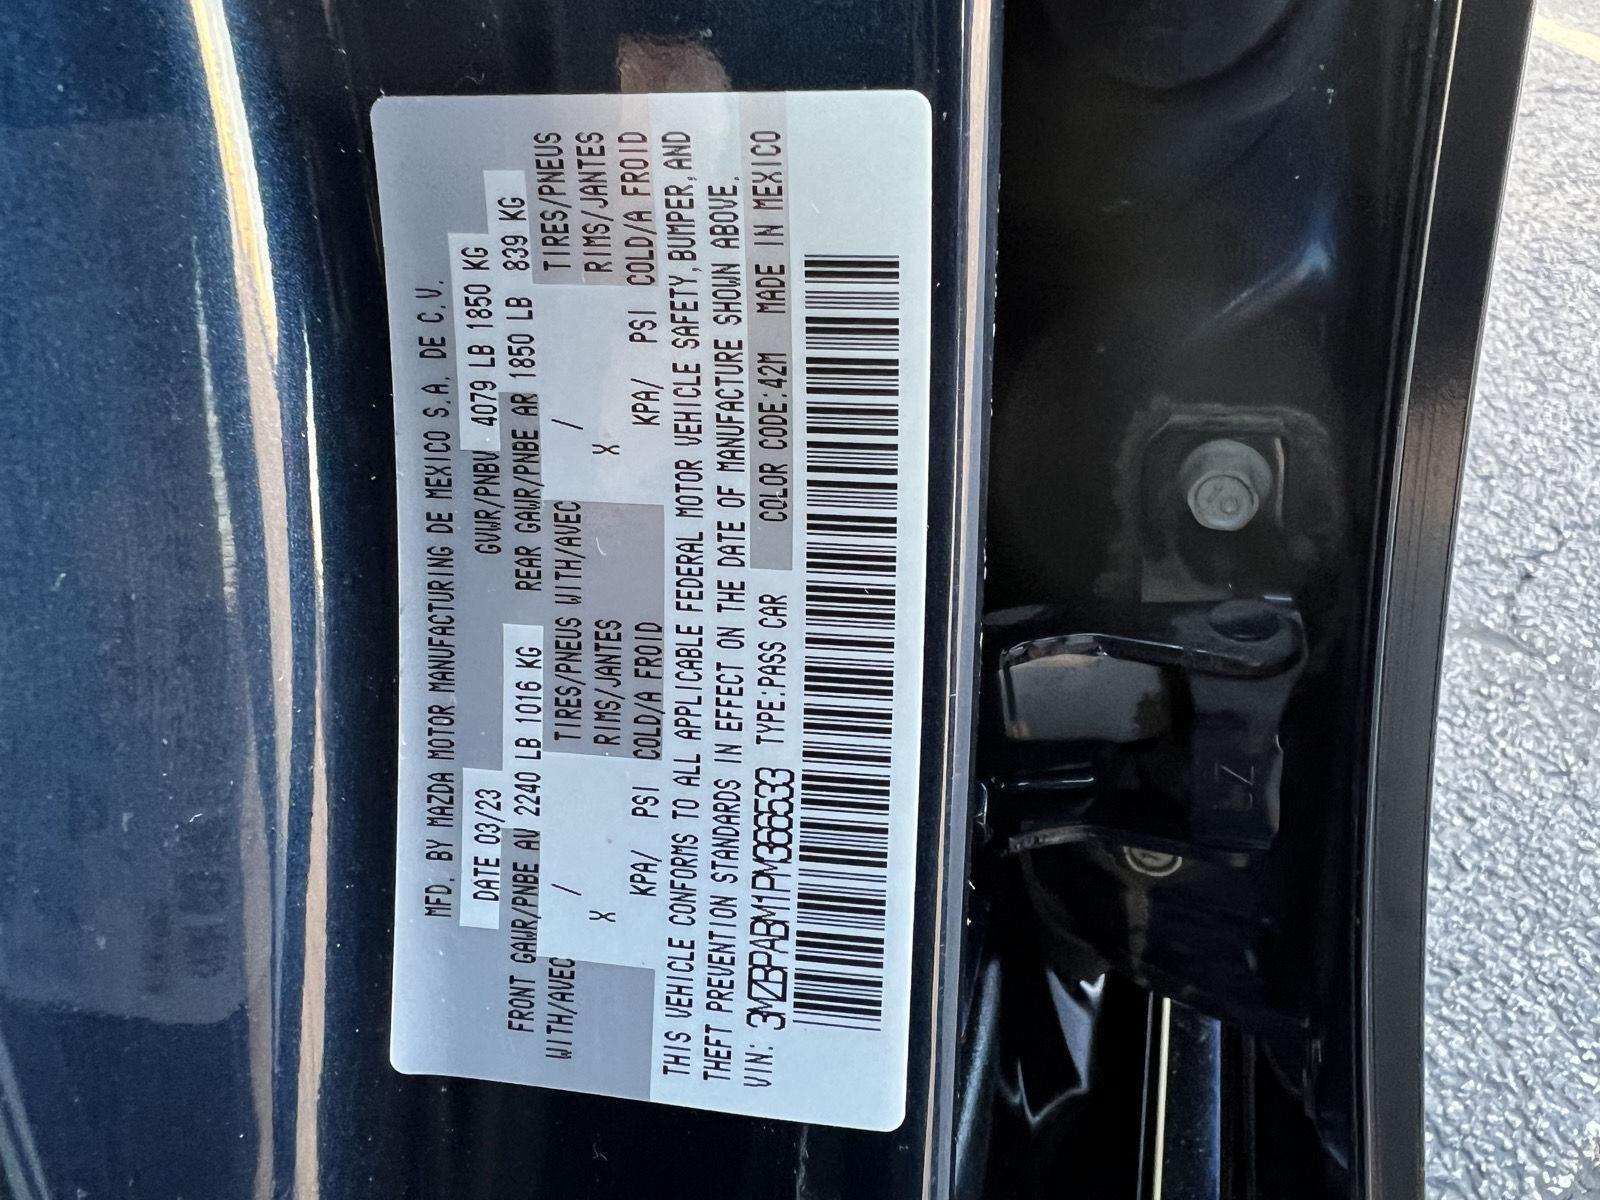 MFD. BY MAZDA MOTOR MANUFACTURING DE MEXICO S.A. DE C.V.
DATE 03/23 GVWR/PNBV 4079 LB 1850 KG
FRONT GAWR/PNBE AV 2240 LB 1016 KG REAR GAWR/PNBE AR 1850 LB 839 KG
WITH/AVEC / TIRES/PNEUS WITH/AVEC / TIRES/PNEUS
X RIMS/JANTES X RIMS/JANTES
KPA/ PSI COLD/A FROID KPA/ PSI COLD/A FROID
THIS VEHICLE CONFORMS TO ALL APPLICABLE FEDERAL MOTOR VEHICLE SAFETY, BUMPER, AND
THEFT PREVENTION STANDARDS IN EFFECT ON THE DATE OF MANUFACTURE SHOWN ABOVE.
VIN: 3MZBPABM1PM366533 TYPE:PASS CAR COLOR CODE:42M MADE IN MEXICO